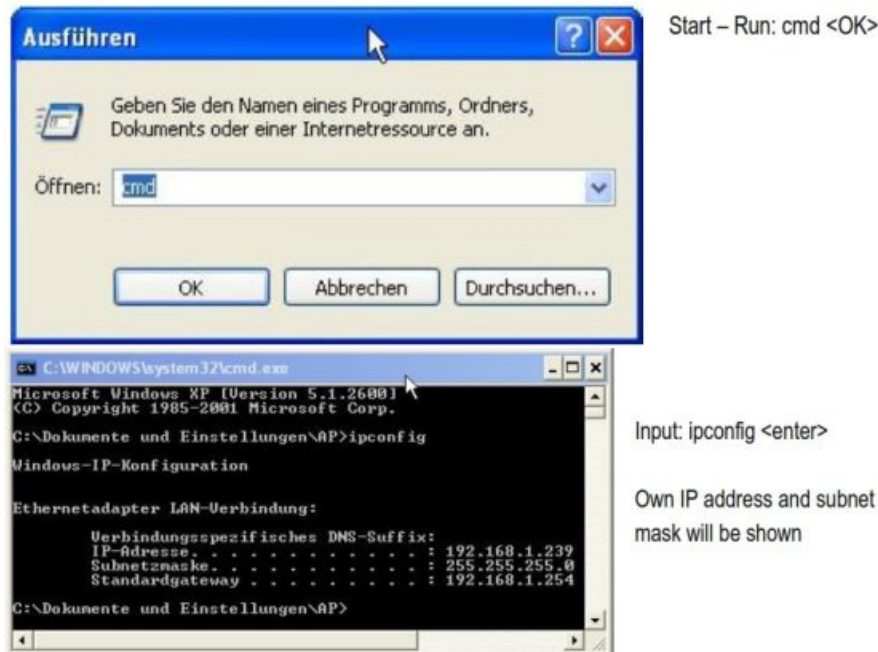 Ausführen
Start – Run: cmd <OK>
Geben Sie den Namen eines Programms, Ordners,
Dokuments oder einer Internetressource an.
Öffnen: cmd
OK Abbrechen Durchsuchen...
C:\WINDOWS\system32\cmd.exe
Microsoft Windows XP [Version 5.1.2600]
(C) Copyright 1985-2001 Microsoft Corp.
C:\Dokumente und Einstellungen\AP>ipconfig
Windows-IP-Konfiguration
Ethernetadapter LAN-Verbindung:
Verbindungsspezifisches DNS-Suffix:
IP-Adresse. . . . . . . . . . . . : 192.168.1.239
Subnetzmaske. . . . . . . . . . . : 255.255.255.0
Standardgateway . . . . . . . . . : 192.168.1.254
C:\Dokumente und Einstellungen\AP>
Input: ipconfig <enter>
Own IP address and subnet
mask will be shown